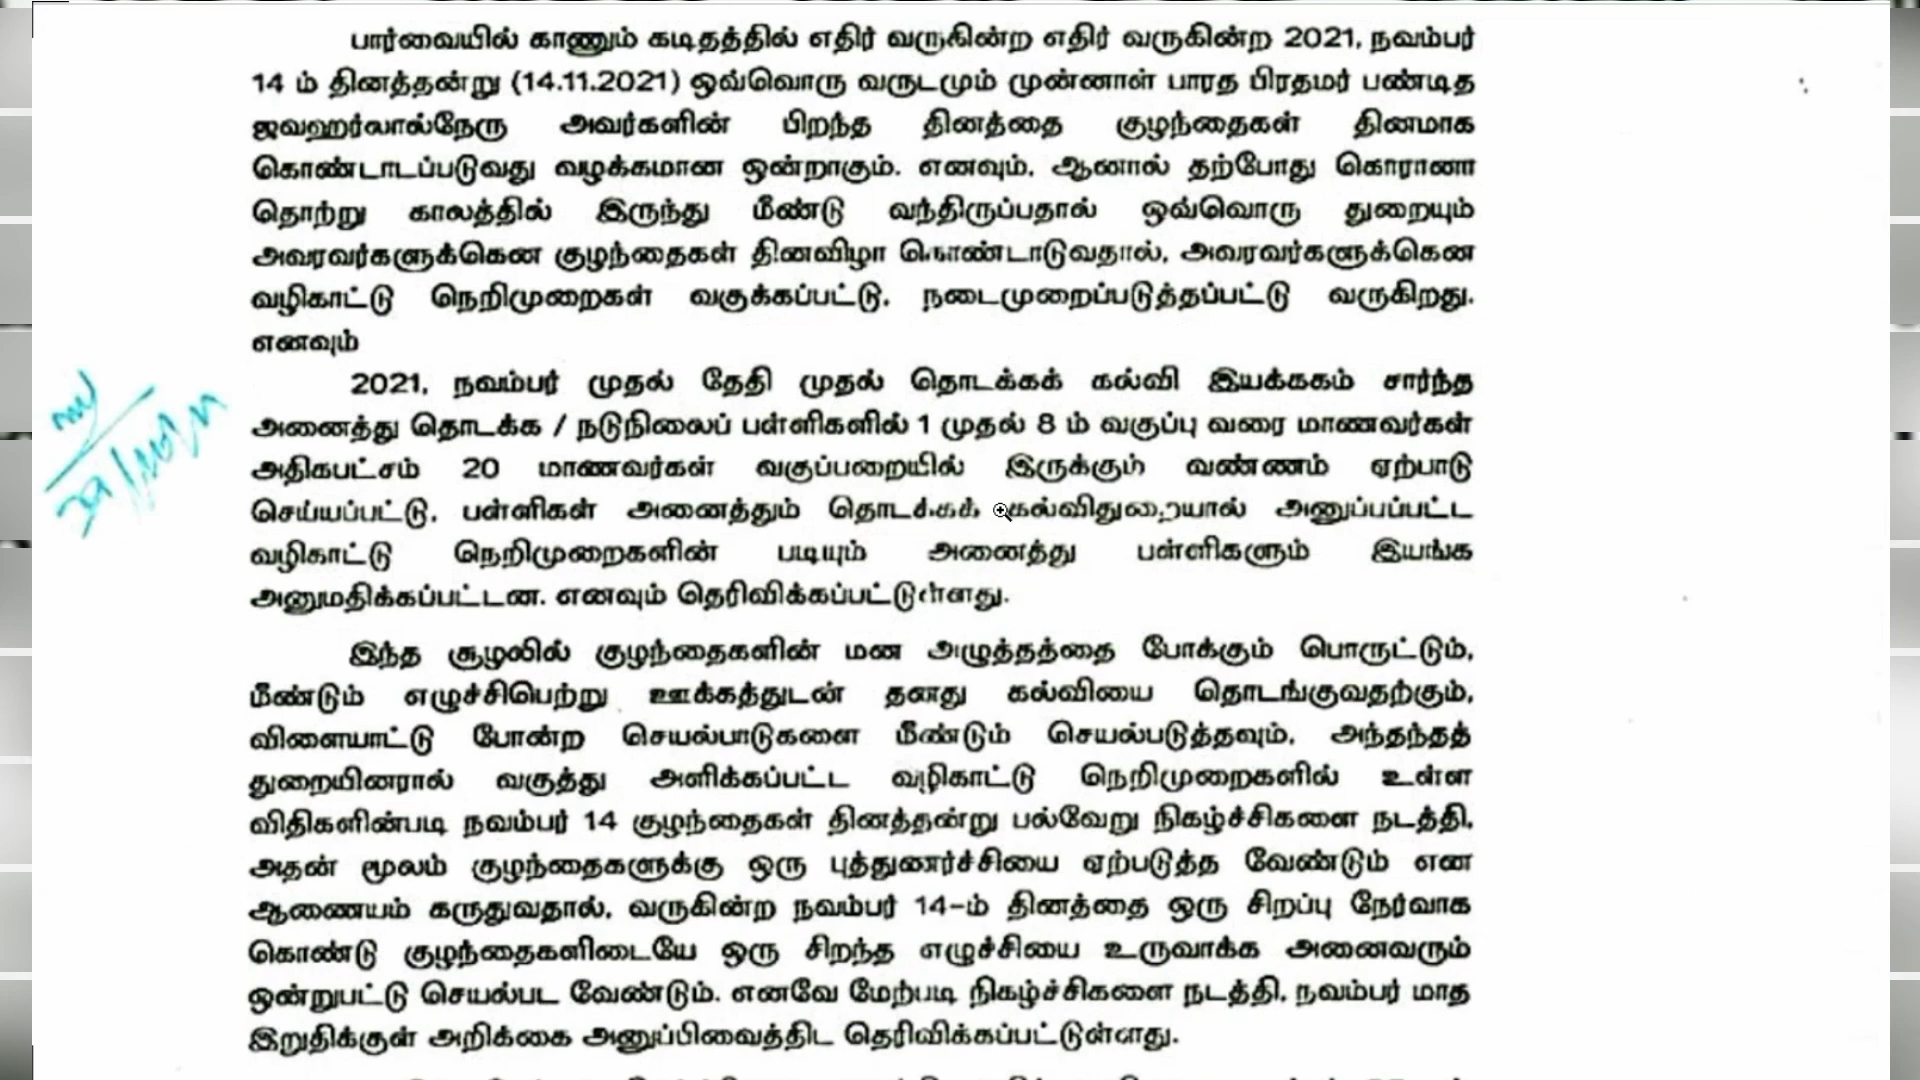 பார்வையில் காணும் கடிதத்தில் எதிர் வருகின்ற எதிர் வருகின்ற 2021, நவம்பர்
14 ம் தினத்தன்று (14.11.2021) ஒவ்வொரு வருடமும் முன்னாள் பாரத பிரதமர் பண்டித
ஜவஹர்லால்நேரு அவர்களின் பிறந்த தினத்தை குழந்தைகள் தினமாக
கொண்டாடப்படுவது வழக்கமான ஒன்றாகும். எனவும், ஆனால் தற்போது கொரானா
தொற்று காலத்தில் இருந்து மீண்டு வந்திருப்பதால் ஒவ்வொரு துறையும்
அவரவர்களுக்கென குழந்தைகள் தினவிழா கொண்டாடுவதால், அவரவர்களுக்கென
வழிகாட்டு நெறிமுறைகள் வகுக்கப்பட்டு, நடைமுறைப்படுத்தப்பட்டு வருகிறது.
எனவும்
2021, நவம்பர் முதல் தேதி முதல் தொடக்கக் கல்வி இயக்ககம் சார்ந்த
அனைத்து தொடக்க / நடுநிலைப் பள்ளிகளில் 1 முதல் 8 ம் வகுப்பு வரை மாணவர்கள்
அதிகபட்சம் 20 மாணவர்கள் வகுப்பறையில் இருக்கும் வண்ணம் ஏற்பாடு
செய்யப்பட்டு, பள்ளிகள் அனைத்தும் தொடக்கக் கல்விதுறையால் அனுப்பப்பட்ட
வழிகாட்டு நெறிமுறைகளின் படியும் அனைத்து பள்ளிகளும் இயங்க
அனுமதிக்கப்பட்டன. எனவும் தெரிவிக்கப்பட்டுள்ளது.
இந்த சூழலில் குழந்தைகளின் மன அழுத்தத்தை போக்கும் பொருட்டும்,
மீண்டும் எழுச்சிபெற்று ஊக்கத்துடன் தனது கல்வியை தொடங்குவதற்கும்,
விளையாட்டு போன்ற செயல்பாடுகளை மீண்டும் செயல்படுத்தவும், அந்தந்தத்
துறையினரால் வகுத்து அளிக்கப்பட்ட வழிகாட்டு நெறிமுறைகளில் உள்ள
விதிகளின்படி நவம்பர் 14 குழந்தைகள் தினத்தன்று பல்வேறு நிகழ்ச்சிகளை நடத்தி,
அதன் மூலம் குழந்தைகளுக்கு ஒரு புத்துணர்ச்சியை ஏற்படுத்த வேண்டும் என
ஆணையம் கருதுவதால், வருகின்ற நவம்பர் 14-ம் தினத்தை ஒரு சிறப்பு நேர்வாக
கொண்டு குழந்தைகளிடையே ஒரு சிறந்த எழுச்சியை உருவாக்க அனைவரும்
ஒன்றுபட்டு செயல்பட வேண்டும். எனவே மேற்படி நிகழ்ச்சிகளை நடத்தி, நவம்பர் மாத
இறுதிக்குள் அறிக்கை அனுப்பிவைத்திட தெரிவிக்கப்பட்டுள்ளது.